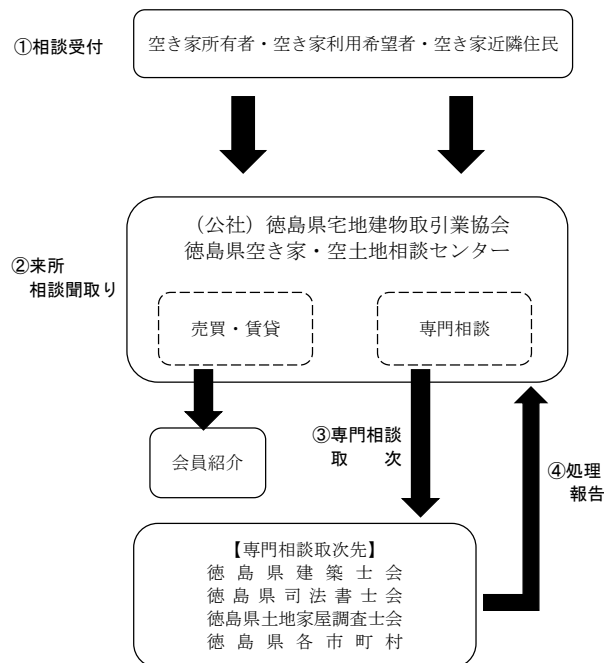 ①相談受付
空き家所有者・空き家利用希望者・空き家近隣住民
(公社)徳島県宅地建物取引業協会
徳島県空き家・空土地相談センター
②来所
相談聞取り
売買・賃貸
専門相談
会員紹介
③専門相談
取次
④処理
報告
【専門相談取次先】
徳島県建築士会
徳島県司法書士会
徳島県土地家屋調査士会
徳島県各市町村